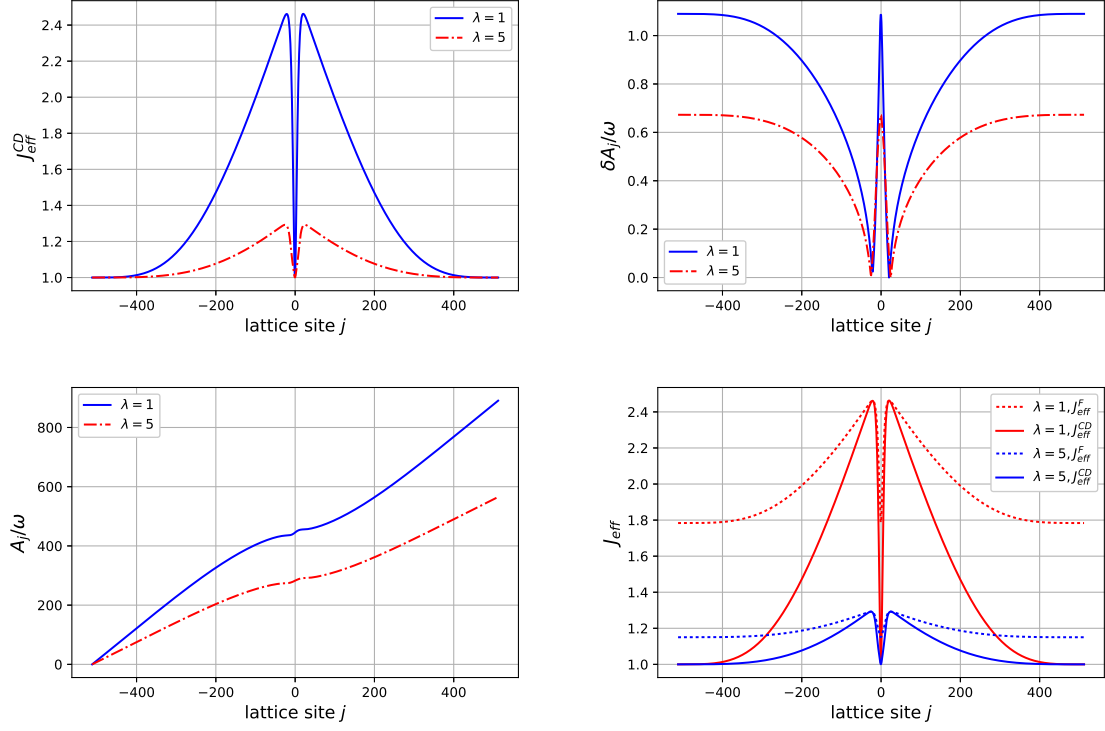 2.4
2.2
2.0
1.8
1.6
1.4
1.2
1.0
J_{eff}^{CD}
−400 −200 0 200 400
lattice site j
λ = 1
λ = 5
1.0
0.8
0.6
0.4
0.2
0.0
δA_j/ω
−400 −200 0 200 400
lattice site j
λ = 1
λ = 5
800
600
400
200
0
A_j/ω
−400 −200 0 200 400
lattice site j
λ = 1
λ = 5
2.4
2.2
2.0
1.8
1.6
1.4
1.2
1.0
J_{eff}
−400 −200 0 200 400
lattice site j
λ = 1, J_{eff}^{F}
λ = 1, J_{eff}^{CD}
λ = 5, J_{eff}^{F}
λ = 5, J_{eff}^{CD}